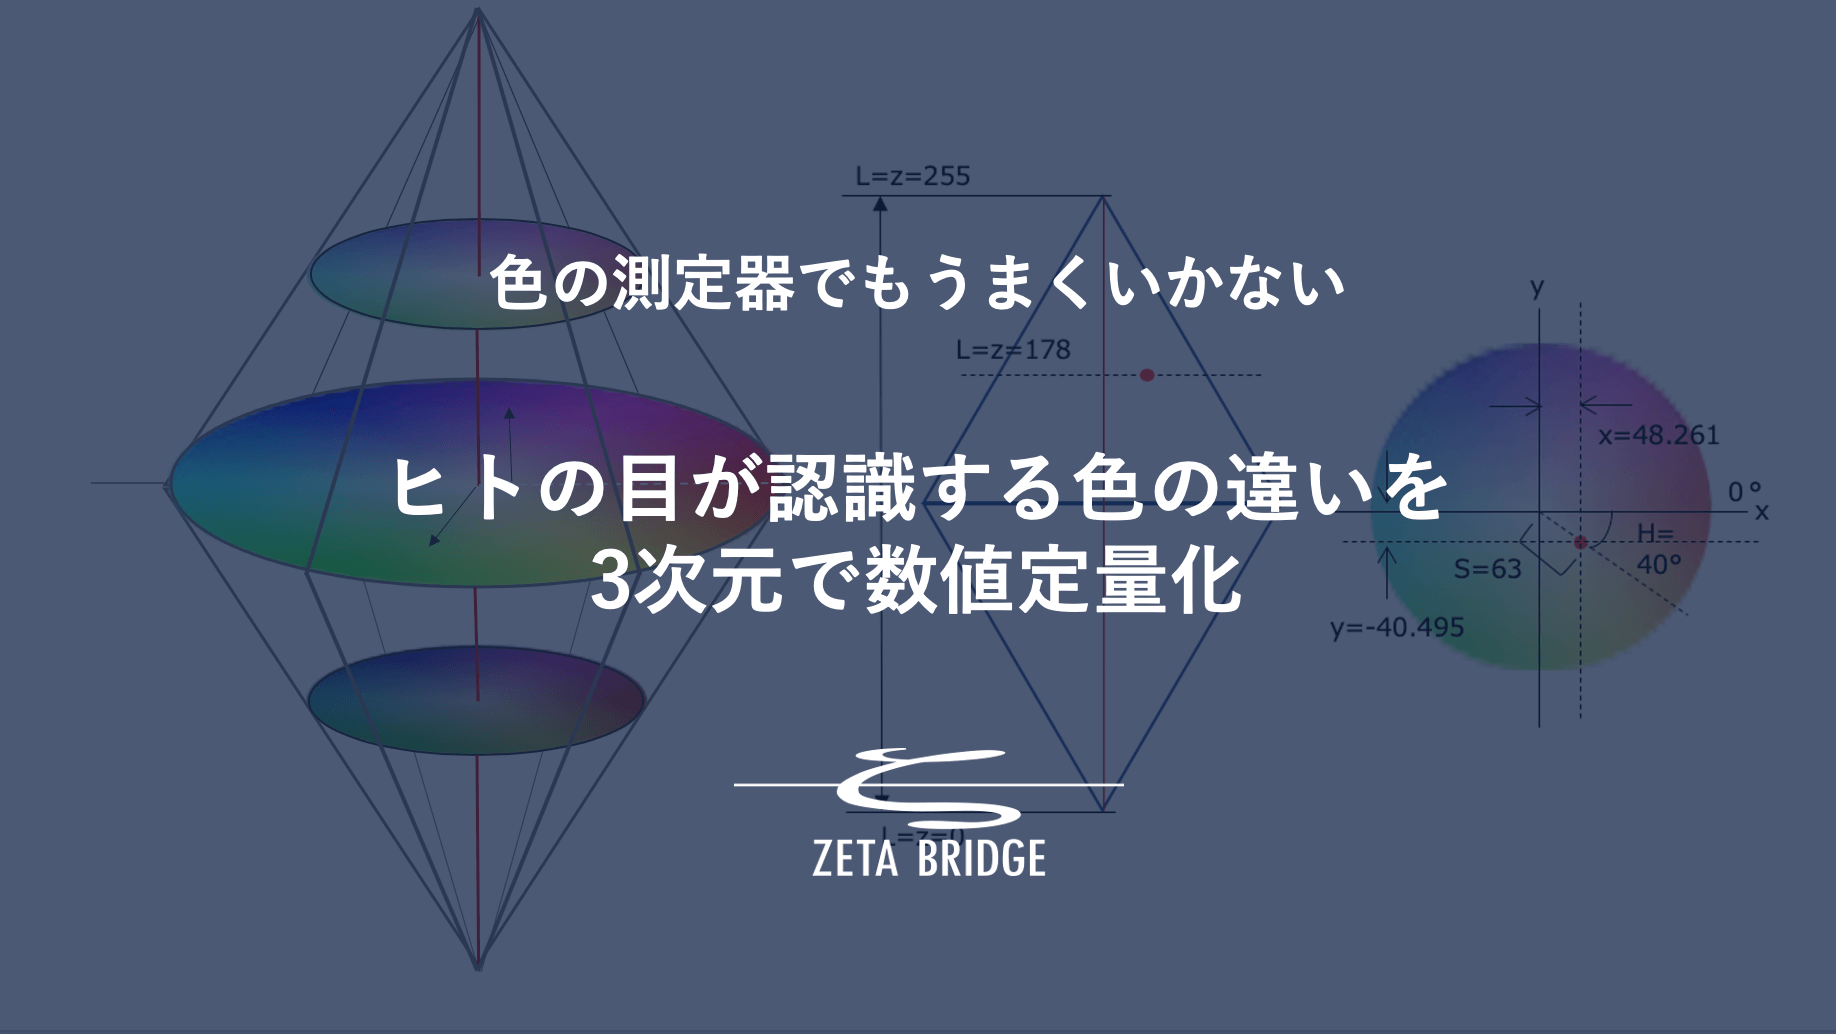 L=z=255
色の測定器でもうまくいかない
y
L=z=178
x=48.261
ヒトの目が認識する色の違いを
0°
x
3次元で数値定量化
H=
40°
S=63
y=-40.495
L=z=0
ZETA BRIDGE